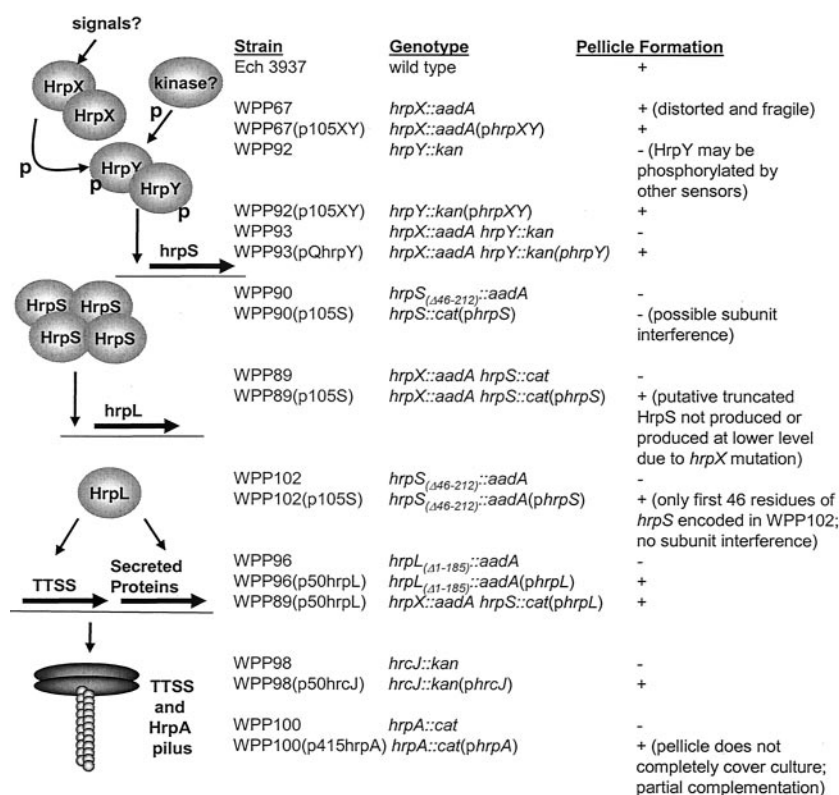 signals?
HrpX
HrpX
kinase?
p
p
HrpY
p
HrpY
p
hrpS
HrpS
HrpS
HrpS
HrpS
hrpL
HrpL
TTSS
Secreted
Proteins
TTSS
and
HrpA
pilus
Strain Genotype Pellicle Formation
Ech 3937 wild type +
WPP67 hrpX::aadA + (distorted and fragile)
WPP67(p105XY) hrpX::aadA(phrpXY) +
WPP92 hrpY::kan - (HrpY may be
phosphorylated by
other sensors)
WPP92(p105XY) hrpY::kan(phrpXY) +
WPP93 hrpX::aadA hrpY::kan -
WPP93(pQhrpY) hrpX::aadA hrpY::kan(phrpY) +
WPP90 hrpS(Δ46-212)::aadA -
WPP90(p105S) hrpS::cat(phrpS) - (possible subunit
interference)
WPP89 hrpX::aadA hrpS::cat -
WPP89(p105S) hrpX::aadA hrpS::cat(phrpS) + (putative truncated
HrpS not produced or
produced at lower level
due to hrpX mutation)
WPP102 hrpS(Δ46-212)::aadA -
WPP102(p105S) hrpS(Δ46-212)::aadA(phrpS) + (only first 46 residues of
hrpS encoded in WPP102;
no subunit interference)
WPP96 hrpL(Δ1-185)::aadA -
WPP96(p50hrpL) hrpL(Δ1-185)::aadA(phrpL) +
WPP89(p50hrpL) hrpX::aadA hrpS::cat(phrpL) +
WPP98 hrcJ::kan -
WPP98(p50hrcJ) hrcJ::kan(phrcJ) +
WPP100 hrpA::cat -
WPP100(p415hrpA) hrpA::cat(phrpA) + (pellicle does not
completely cover culture;
partial complementation)